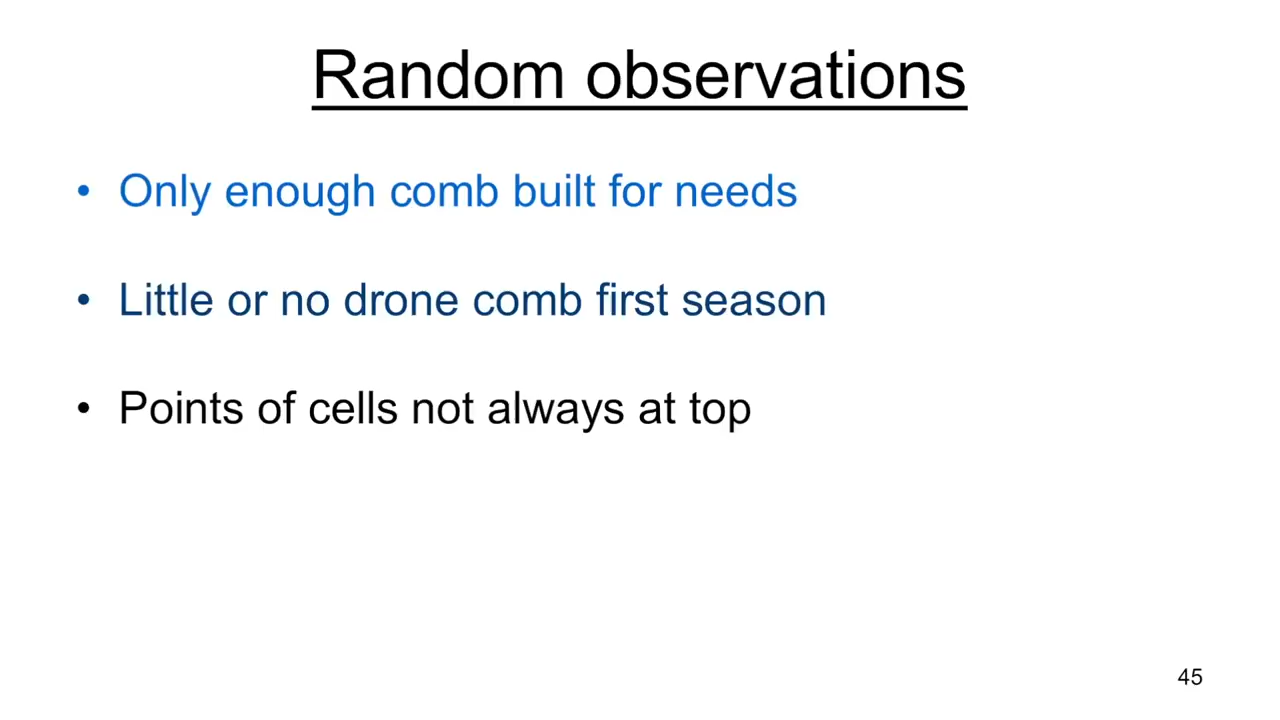 Random observations
• Only enough comb built for needs
• Little or no drone comb first season
• Points of cells not always at top
45